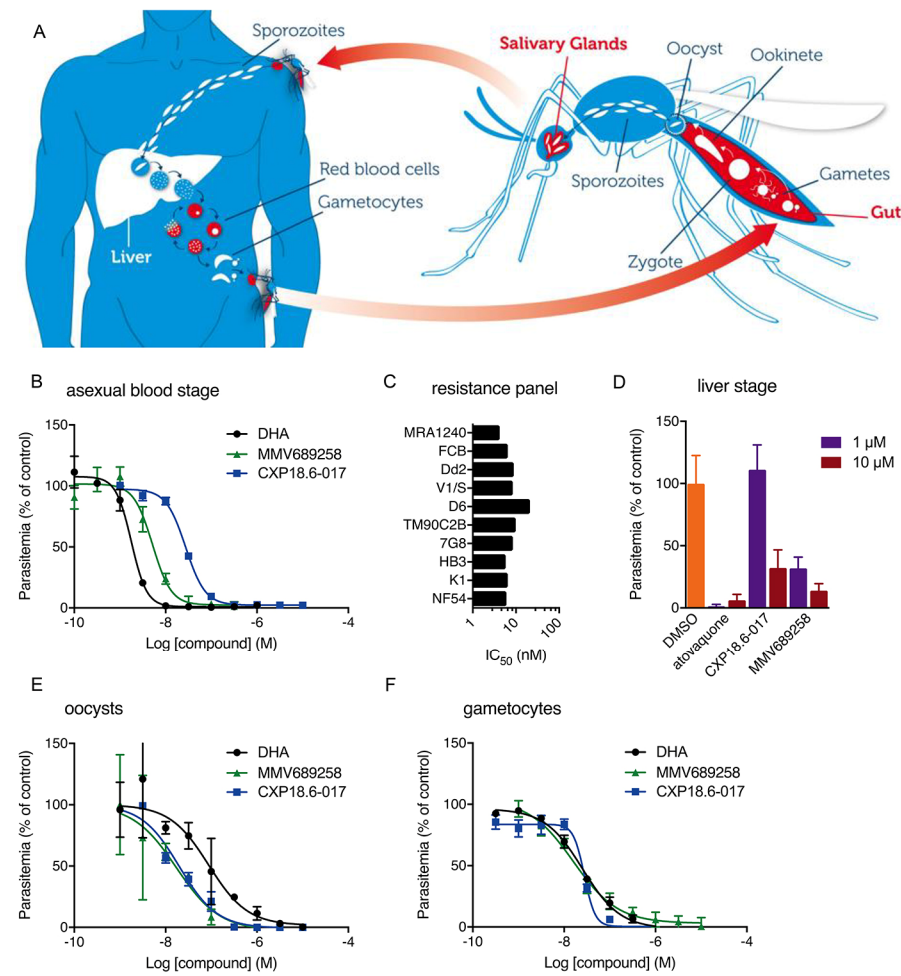 A
Sporozoites
Salivary Glands
Oocyst
Ookinete
Red blood cells
Gametocytes
Liver
Sporozoites
Gametes
Gut
Zygote
B
asexual blood stage
150
100
50
0
Parasitemia (% of control)
DHA
MMV689258
CXP18.6-017
-10
-8
-6
-4
Log [compound] (M)
C
resistance panel
MRA1240
FCB
Dd2
V1/S
D6
TM90C2B
7G8
HB3
K1
NF54
1
10
100
IC50 (nM)
D
liver stage
150
100
50
0
Parasitemia (% of control)
1 µM
10 µM
DMSO
atovaquone
CXP18.6-017
MMV689258
E
oocysts
150
100
50
0
Parasitemia (% of control)
DHA
MMV689258
CXP18.6-017
-10
-8
-6
-4
Log [compound] (M)
F
gametocytes
150
100
50
0
Parasitemia (% of control)
DHA
MMV689258
CXP18.6-017
-10
-8
-6
-4
Log [compound] (M)